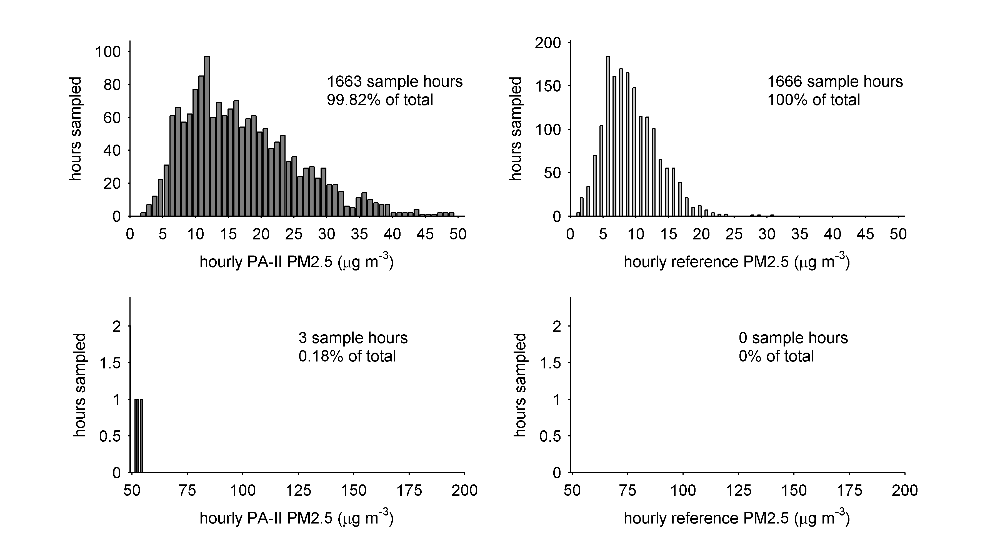 100
80
60
40
20
0
hours sampled
1663 sample hours
99.82% of total
0 5 10 15 20 25 30 35 40 45 50
hourly PA-II PM2.5 (μg m⁻³)
200
150
100
50
0
hours sampled
1666 sample hours
100% of total
0 5 10 15 20 25 30 35 40 45 50
hourly reference PM2.5 (μg m⁻³)
2
1.5
1
0.5
0
hours sampled
3 sample hours
0.18% of total
50 75 100 125 150 175 200
hourly PA-II PM2.5 (μg m⁻³)
2
1.5
1
0.5
0
hours sampled
0 sample hours
0% of total
50 75 100 125 150 175 200
hourly reference PM2.5 (μg m⁻³)